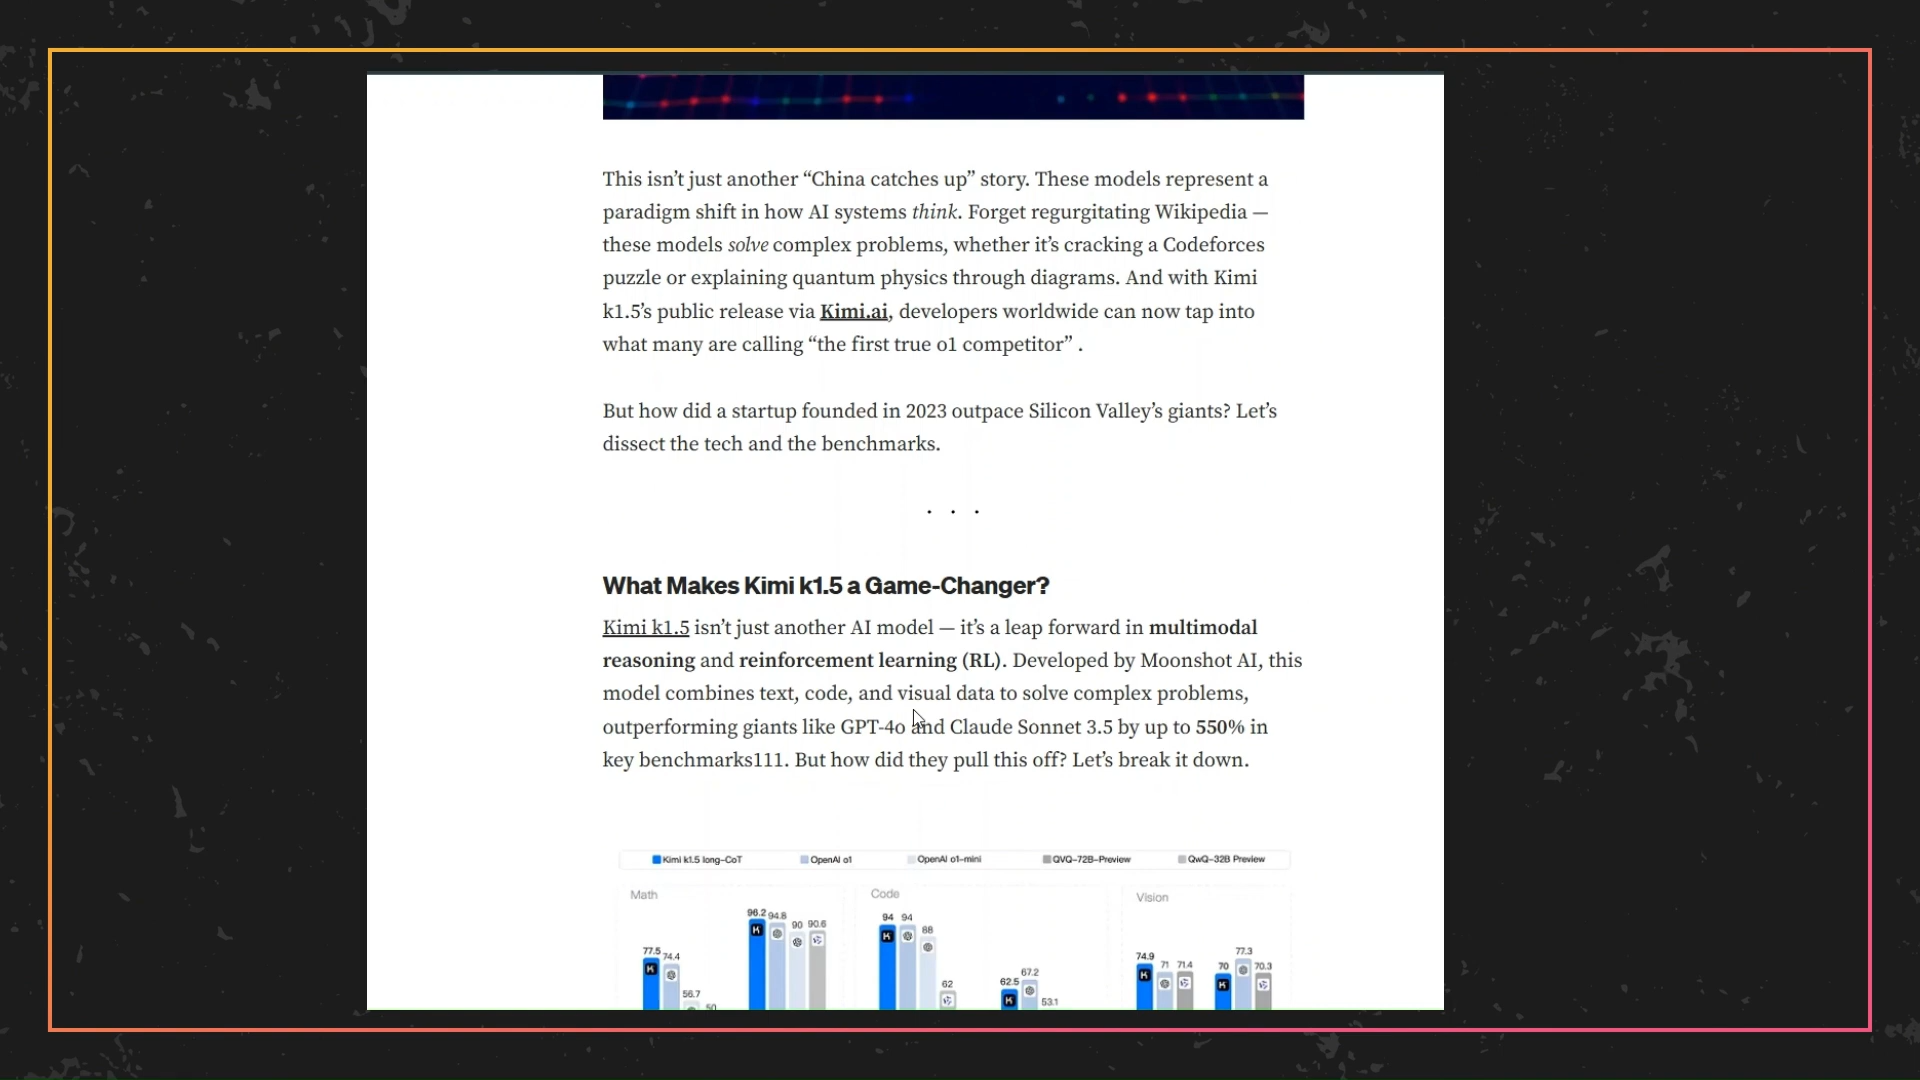 This isn’t just another “China catches up” story. These models represent a
paradigm shift in how AI systems think. Forget regurgitating Wikipedia —
these models solve complex problems, whether it’s cracking a Codeforces
puzzle or explaining quantum physics through diagrams. And with Kimi
k1.5’s public release via Kimi.ai, developers worldwide can now tap into
what many are calling “the first true o1 competitor” .
But how did a startup founded in 2023 outpace Silicon Valley’s giants? Let’s
dissect the tech and the benchmarks.
. . .
What Makes Kimi k1.5 a Game-Changer?
Kimi k1.5 isn’t just another AI model — it’s a leap forward in multimodal
reasoning and reinforcement learning (RL). Developed by Moonshot AI, this
model combines text, code, and visual data to solve complex problems,
outperforming giants like GPT-4o and Claude Sonnet 3.5 by up to 550% in
key benchmarks111. But how did they pull this off? Let’s break it down.
Kimi k1.5 long-CoT OpenAI o1 OpenAI o1-mini QVQ-72B-Preview QwQ-32B Preview
Math
77.5 74.4 56.7 50
96.2 94.8 90 90.6
Code
94 94 88 62
62.5 67.2 53.1
Vision
74.9 71 71.4
70 77.3 70.3